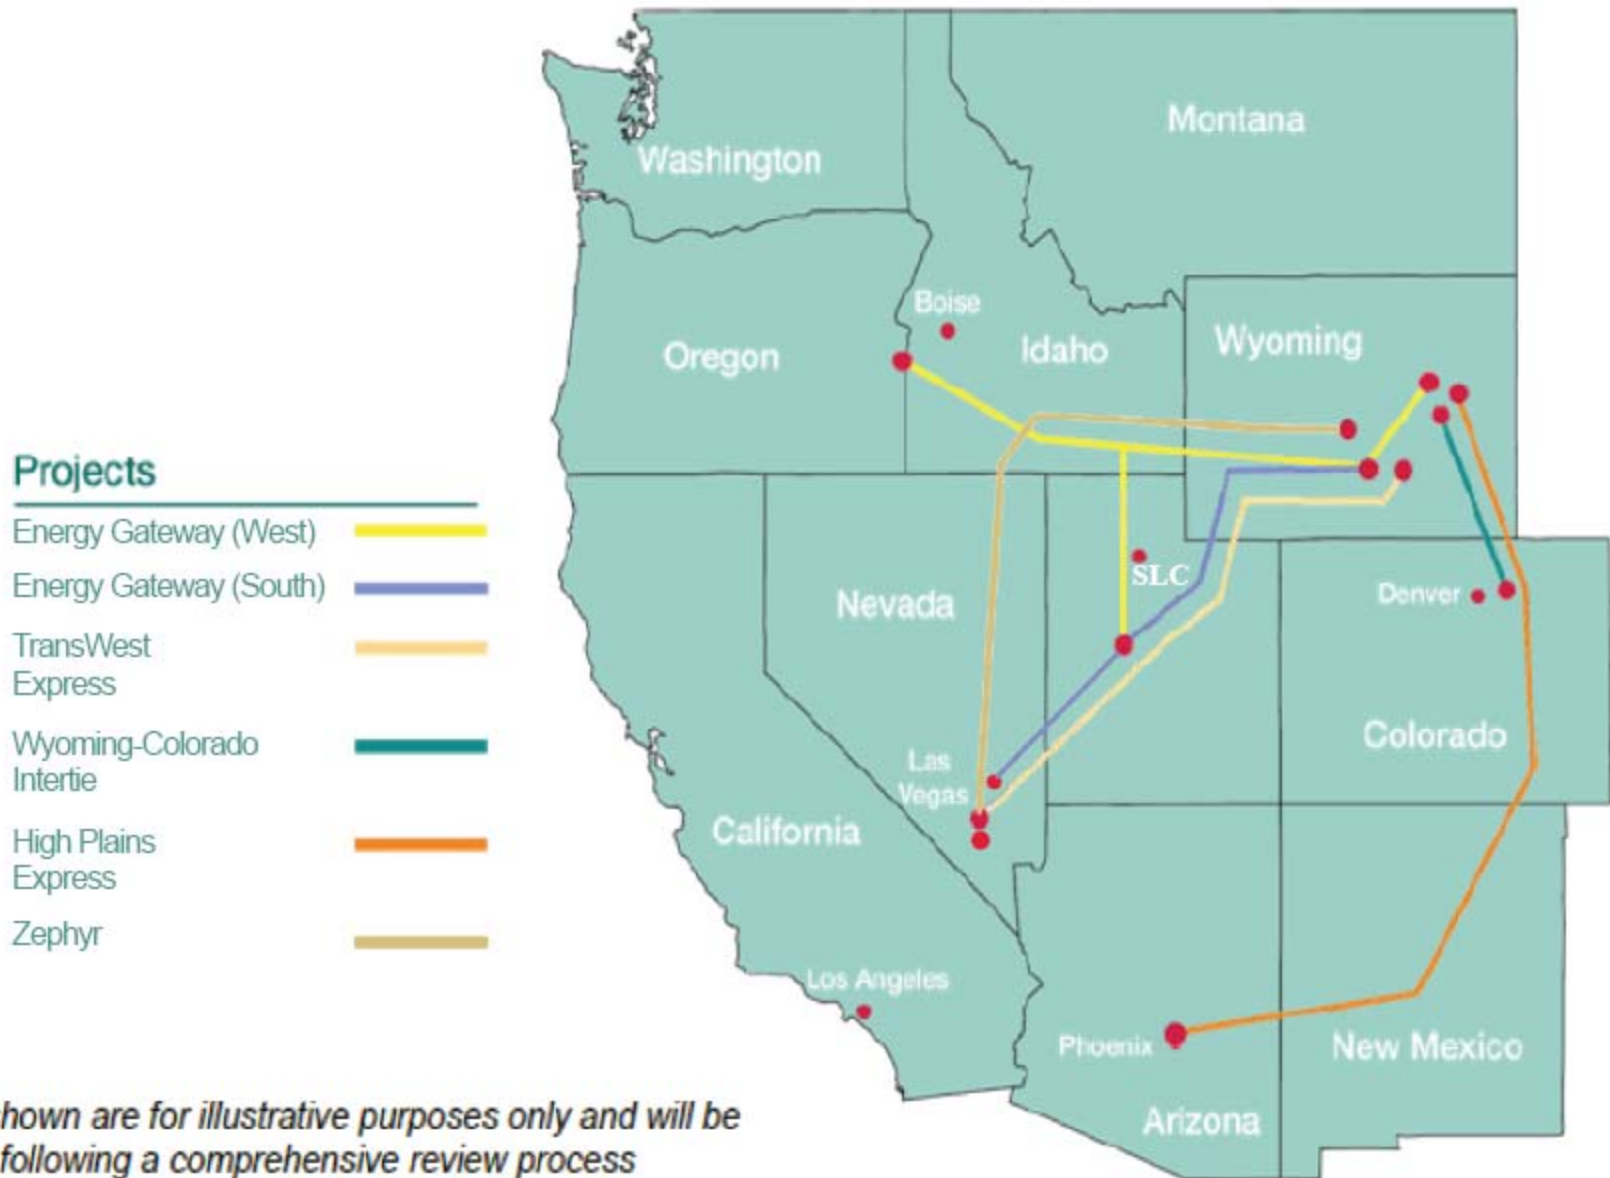 Washington
Montana
Boise
Oregon
Idaho
Wyoming
Projects
Energy Gateway (West)
Energy Gateway (South)
TransWest
Express
Wyoming-Colorado
Intertie
High Plains
Express
Zephyr
Nevada
SLC
Denver
Colorado
Las
Vegas
California
Los Angeles
Phoenix
New Mexico
Arizona
hown are for illustrative purposes only and will be
following a comprehensive review process